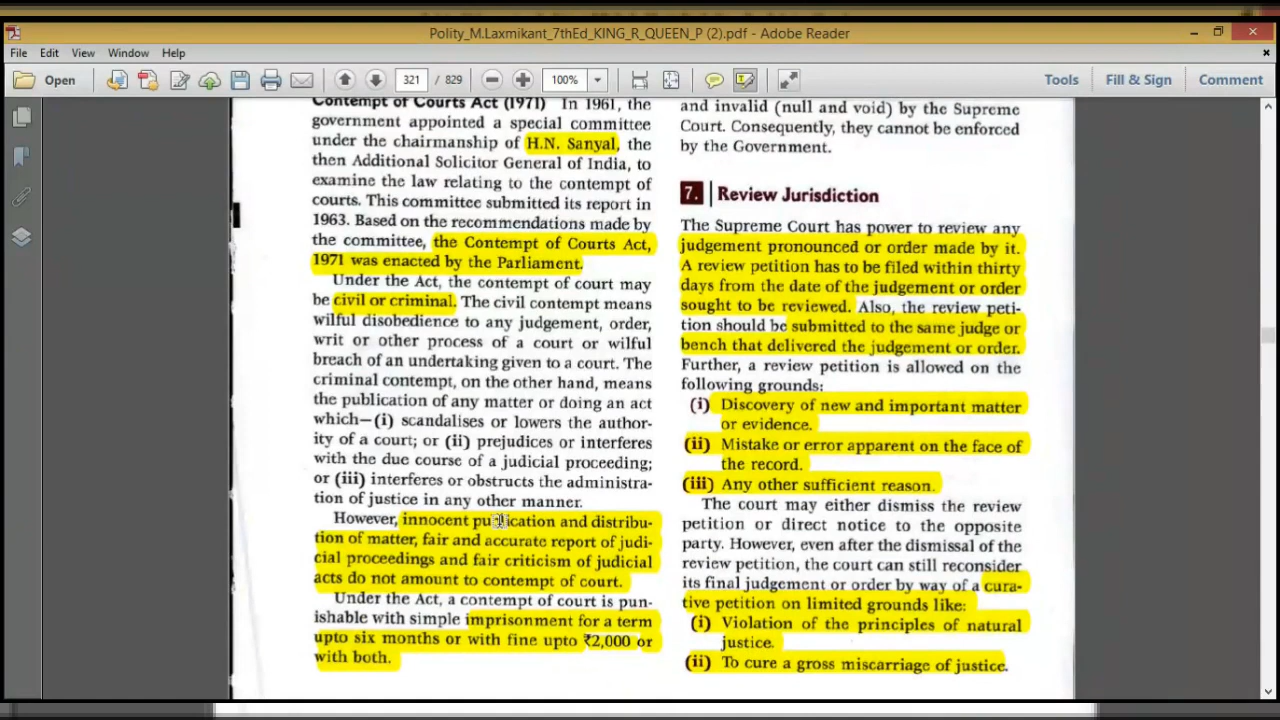 Polity_M.Laxmikant_7thEd_KING_R_QUEEN_P (2).pdf - Adobe Reader
File Edit View Window Help
Open 321 / 829 100% Tools Fill & Sign Comment
Contempt of Courts Act (1971) In 1961, the
government appointed a special committee
under the chairmanship of H.N. Sanyal, the
then Additional Solicitor General of India, to
examine the law relating to the contempt of
courts. This committee submitted its report in
1963. Based on the recommendations made by
the committee, the Contempt of Courts Act,
1971 was enacted by the Parliament.
Under the Act, the contempt of court may
be civil or criminal. The civil contempt means
wilful disobedience to any judgement, order,
writ or other process of a court or wilful
breach of an undertaking given to a court. The
criminal contempt, on the other hand, means
the publication of any matter or doing an act
which—(i) scandalises or lowers the author-
ity of a court; or (ii) prejudices or interferes
with the due course of a judicial proceeding;
or (iii) interferes or obstructs the administra-
tion of justice in any other manner.
However, innocent publication and distribu-
tion of matter, fair and accurate report of judi-
cial proceedings and fair criticism of judicial
acts do not amount to contempt of court.
Under the Act, a contempt of court is pun-
ishable with simple imprisonment for a term
upto six months or with fine upto ₹2,000 or
with both.
and invalid (null and void) by the Supreme
Court. Consequently, they cannot be enforced
by the Government.
7. Review Jurisdiction
The Supreme Court has power to review any
judgement pronounced or order made by it.
A review petition has to be filed within thirty
days from the date of the judgement or order
sought to be reviewed. Also, the review peti-
tion should be submitted to the same judge or
bench that delivered the judgement or order.
Further, a review petition is allowed on the
following grounds:
(i) Discovery of new and important matter
or evidence.
(ii) Mistake or error apparent on the face of
the record.
(iii) Any other sufficient reason.
The court may either dismiss the review
petition or direct notice to the opposite
party. However, even after the dismissal of the
review petition, the court can still reconsider
its final judgement or order by way of a cura-
tive petition on limited grounds like:
(i) Violation of the principles of natural
justice.
(ii) To cure a gross miscarriage of justice.